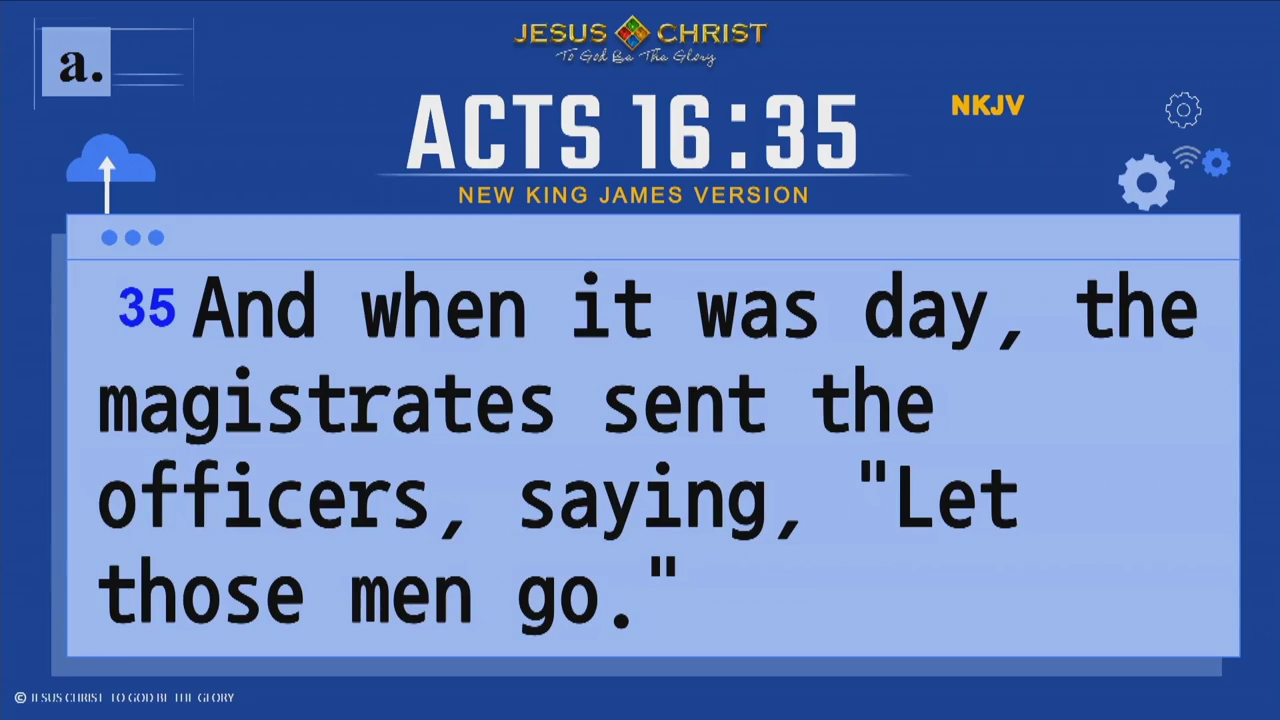 a.
JESUS CHRIST
To God Be The Glory
ACTS 16:35
NKJV
NEW KING JAMES VERSION
35 And when it was day, the
magistrates sent the
officers, saying, "Let
those men go."
© JESUS CHRIST TO GOD BE THE GLORY